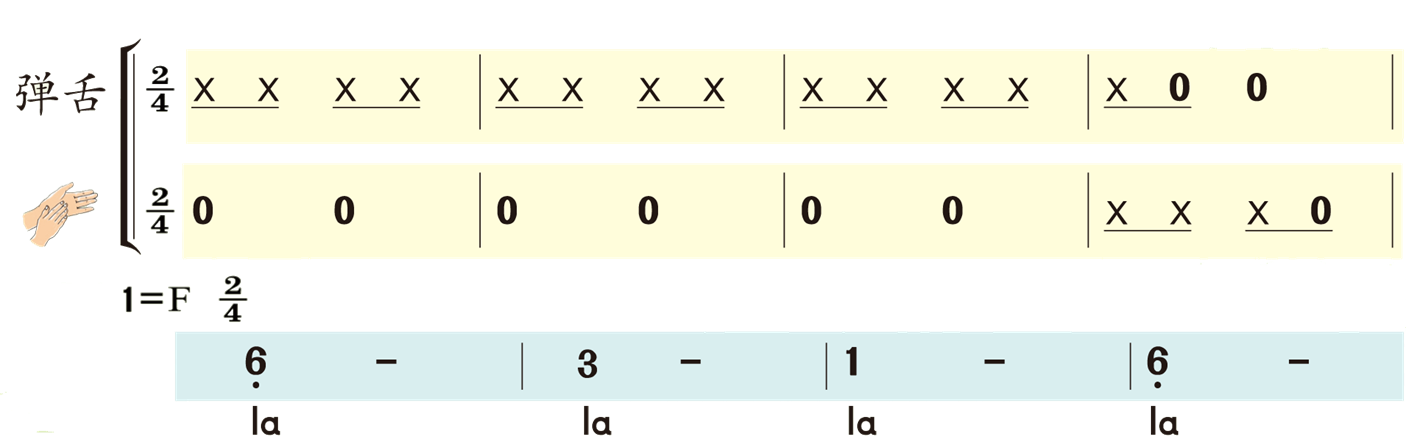 弹舌 2/4 X X X X | X X X X | X X X X | X 0 0 |
2/4 0 0 | 0 0 | 0 0 | X X X 0 |
1=F 2/4
6̣ - | 3 - | 1 - | 6̣ -
la la la la